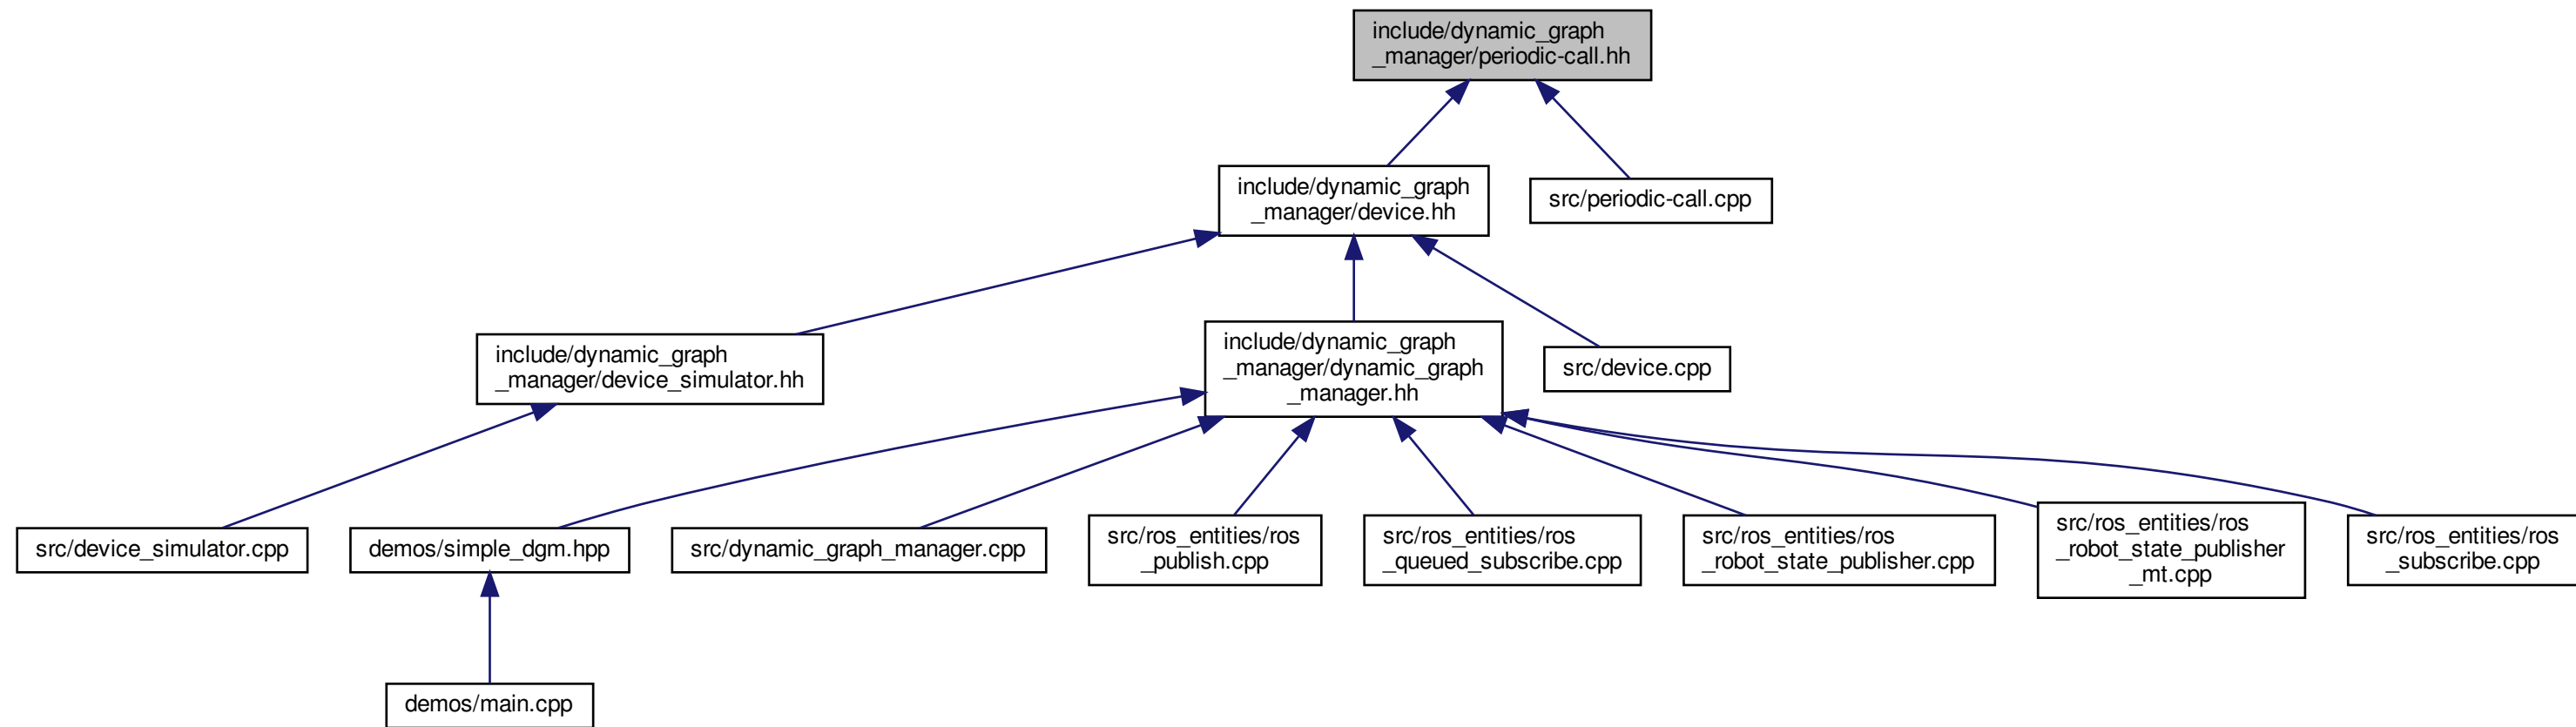 include/dynamic_graph
_manager/periodic-call.hh
include/dynamic_graph
_manager/device.hh
src/periodic-call.cpp
include/dynamic_graph
_manager/device_simulator.hh
include/dynamic_graph
_manager/dynamic_graph
_manager.hh
src/device.cpp
src/device_simulator.cpp
demos/simple_dgm.hpp
src/dynamic_graph_manager.cpp
src/ros_entities/ros
_publish.cpp
src/ros_entities/ros
_queued_subscribe.cpp
src/ros_entities/ros
_robot_state_publisher.cpp
src/ros_entities/ros
_robot_state_publisher
_mt.cpp
src/ros_entities/ros
_subscribe.cpp
demos/main.cpp